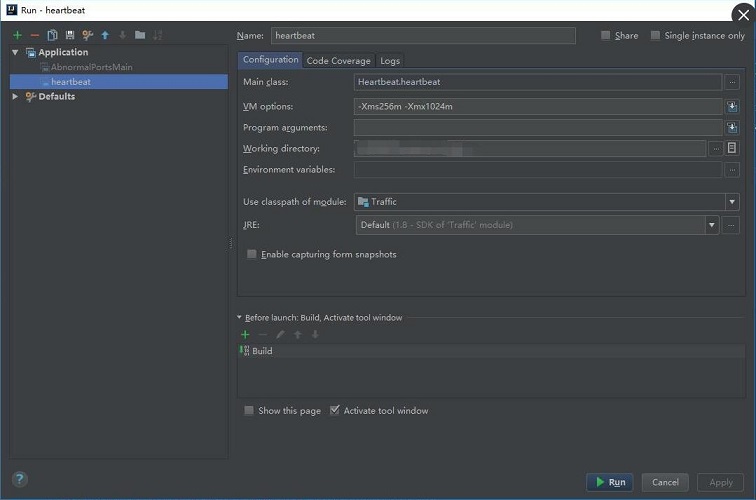 Run - heartbeat
Name: heartbeat Share Single instance only
Application
AbnormalPortsMain
heartbeat
Defaults
Configuration Code Coverage Logs
Main class: Heartbeat.heartbeat
VM options: -Xms256m -Xmx1024m
Program arguments:
Working directory:
Environment variables:
Use classpath of module: Traffic
JRE: Default (1.8 - SDK of 'Traffic' module)
Enable capturing form snapshots
Before launch: Build, Activate tool window
Build
Show this page Activate tool window
Run Cancel Apply